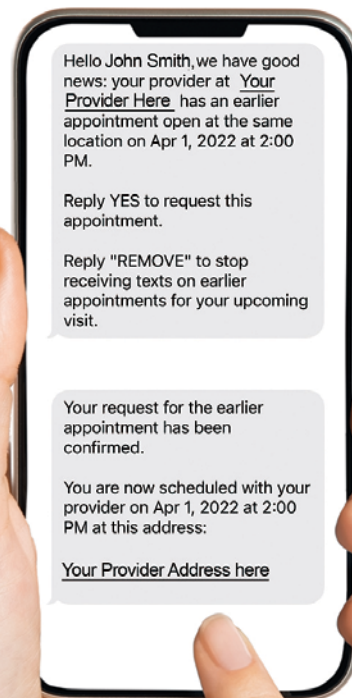 Hello John Smith,we have good
news: your provider at Your
Provider Here has an earlier
appointment open at the same
location on Apr 1, 2022 at 2:00
PM.
Reply YES to request this
appointment.
Reply "REMOVE" to stop
receiving texts on earlier
appointments for your upcoming
visit.
Your request for the earlier
appointment has been
confirmed.
You are now scheduled with your
provider on Apr 1, 2022 at 2:00
PM at this address:
Your Provider Address here